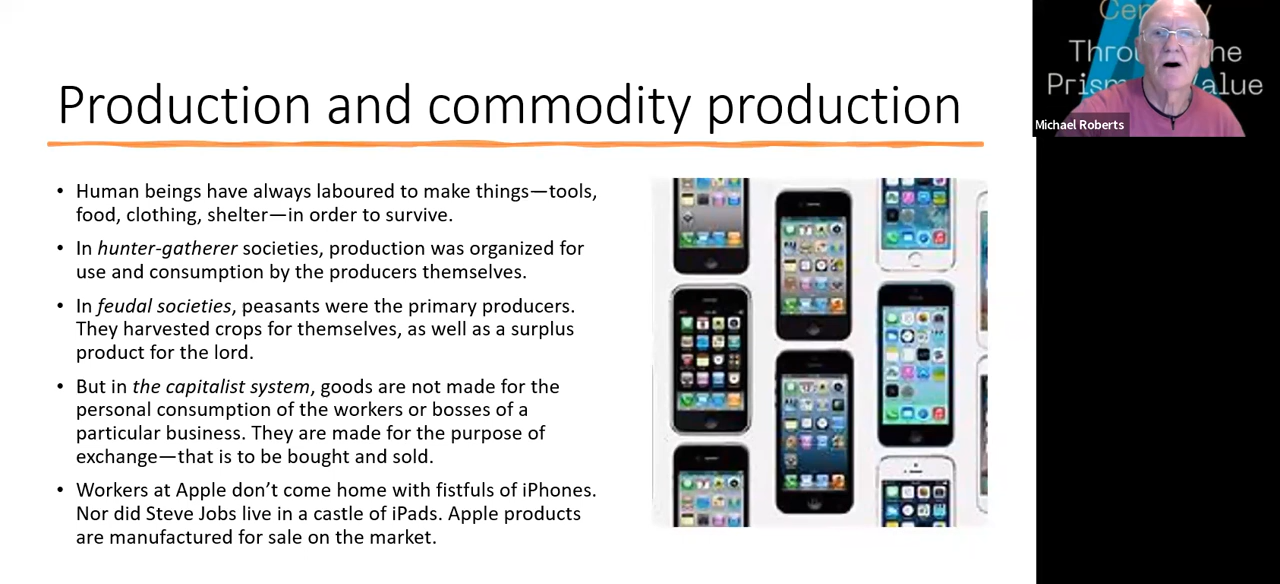 Production and commodity production
• Human beings have always laboured to make things—tools,
food, clothing, shelter—in order to survive.
• In hunter-gatherer societies, production was organized for
use and consumption by the producers themselves.
• In feudal societies, peasants were the primary producers.
They harvested crops for themselves, as well as a surplus
product for the lord.
• But in the capitalist system, goods are not made for the
personal consumption of the workers or bosses of a
particular business. They are made for the purpose of
exchange—that is to be bought and sold.
• Workers at Apple don’t come home with fistfuls of iPhones.
Nor did Steve Jobs live in a castle of iPads. Apple products
are manufactured for sale on the market.
Michael Roberts